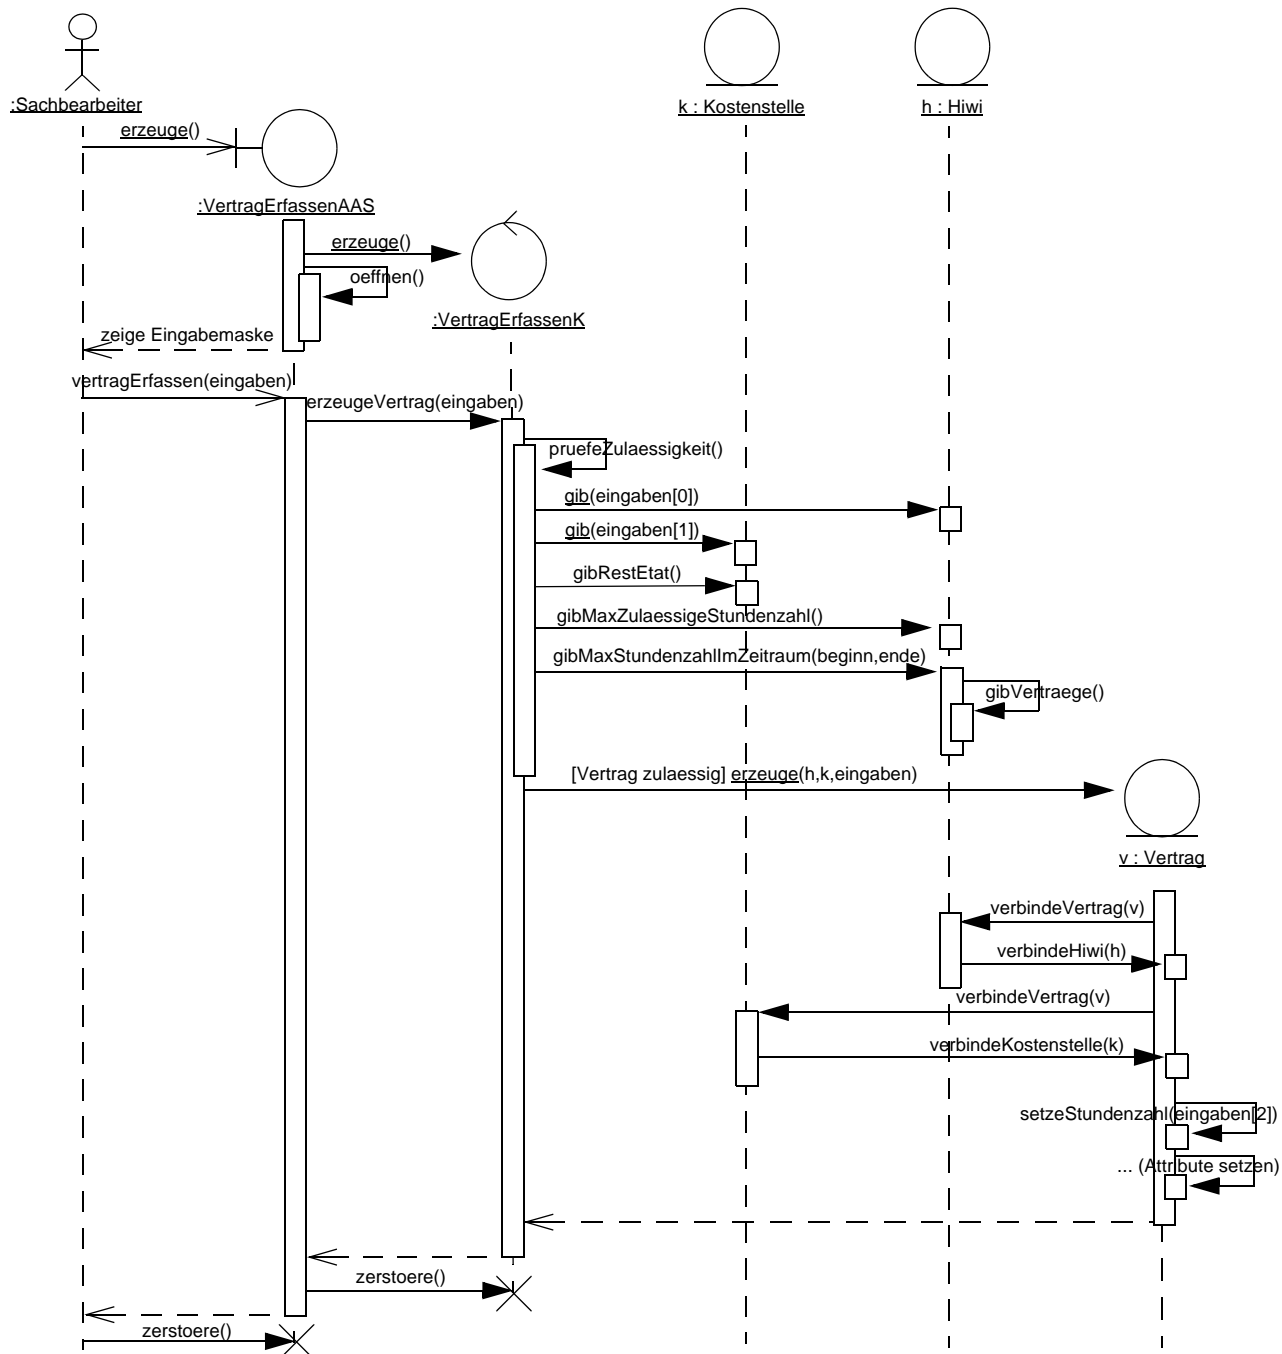 :Sachbearbeiter
k : Kostenstelle
h : Hiwi
erzeuge()
:VertragErfassenAAS
erzeuge()
oeffnen()
:VertragErfassenK
zeige Eingabemaske
vertragErfassen(eingaben)
erzeugeVertrag(eingaben)
pruefeZulaessigkeit()
gib(eingaben[0])
gib(eingaben[1])
gibRestEtat()
gibMaxZulaessigeStundenzahl()
gibMaxStundenzahlImZeitraum(beginn,ende)
gibVertraege()
[Vertrag zulaessig] erzeuge(h,k,eingaben)
v : Vertrag
verbindeVertrag(v)
verbindeHiwi(h)
verbindeVertrag(v)
verbindeKostenstelle(k)
setzeStundenzahl(eingaben[2])
... (Attribute setzen)
zerstoere()
zerstoere()